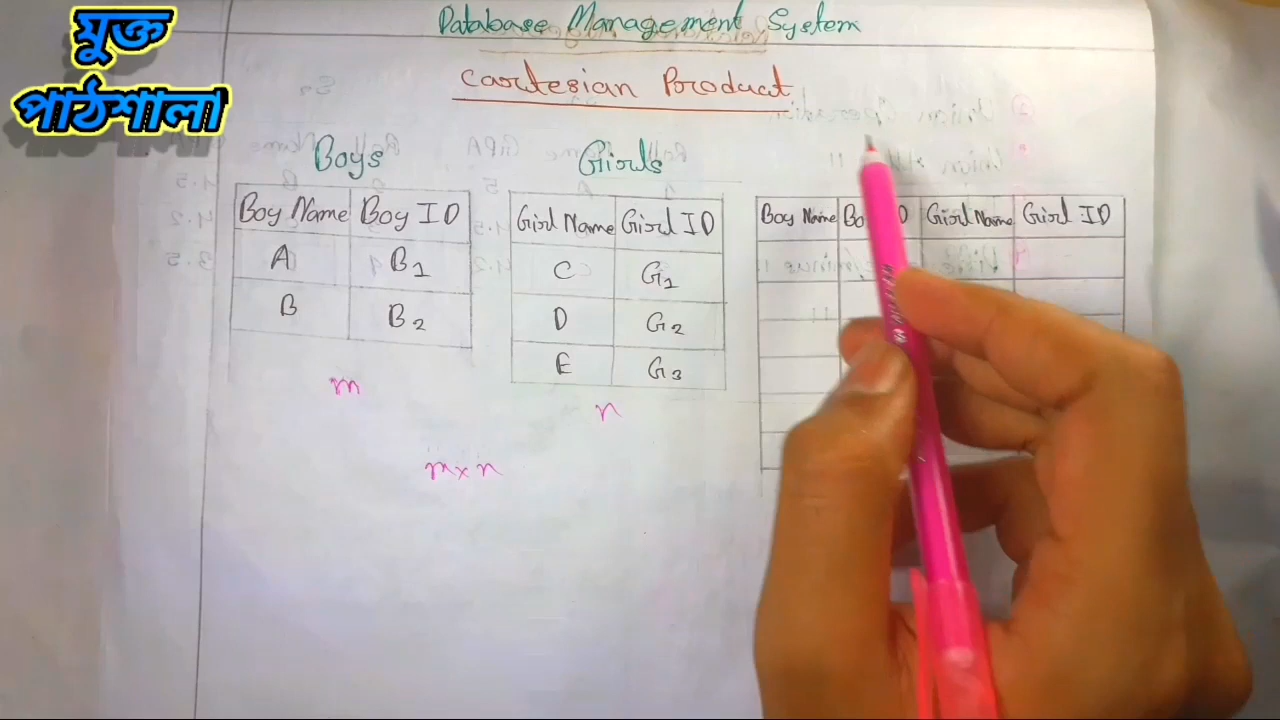 মুক্ত
পাঠশালা
Database Management System
Cartesian Product
Boys
Boy Name Boy ID
A B1
B B2
m
Girls
Girl Name Girl ID
C G1
D G2
E G3
n
m x n
Boy Name Girl Name Girl ID